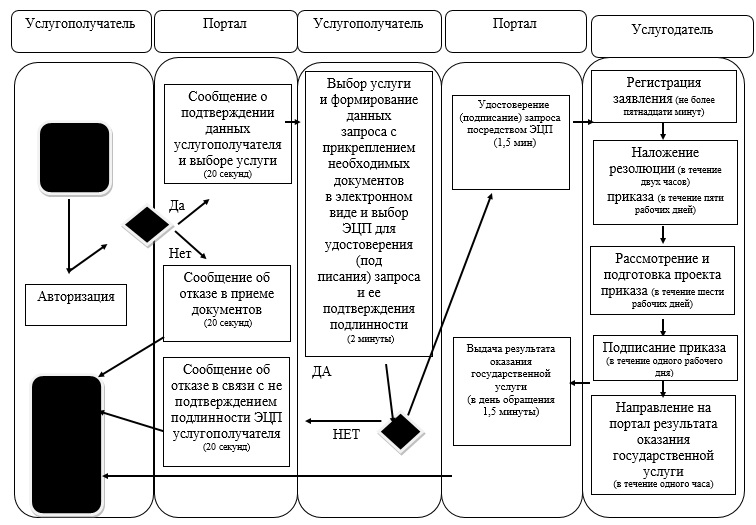 Услугополучатель
Портал
Услугополучатель
Портал
Услугодатель
Авторизация
Сообщение о
подтверждении
данных
услугополучателя
и выборе услуги
(20 секунд)
Да
Нет
Сообщение об
отказе в приеме
документов
(20 секунд)
Сообщение об
отказе в связи с не
подтверждением
подлинности ЭЦП
услугополучателя
(20 секунд)
Выбор услуги
и формирование
данных
запроса с
прикреплением
необходимых
документов
в электронном
виде и выбор
ЭЦП для
удостоверения
(под
писания) запроса
и ее
подтверждения
подлинности
(2 минуты)
ДА
НЕТ
Удостоверение
(подписание) запроса
посредством ЭЦП
(1,5 мин)
Выдача результата
оказания
государственной
услуги
(в день обращения
1,5 минуты)
Регистрация
заявления (не более
пятнадцати минут)
Наложение
резолюции (в течение
двух часов)
приказа (в течение пяти
рабочих дней)
Рассмотрение и
подготовка проекта
приказа (в течение шести
рабочих дней)
Подписание приказа
(в течение одного рабочего
дня)
Направление на
портал результата
оказания
государственной
услуги
(в течение одного часа)